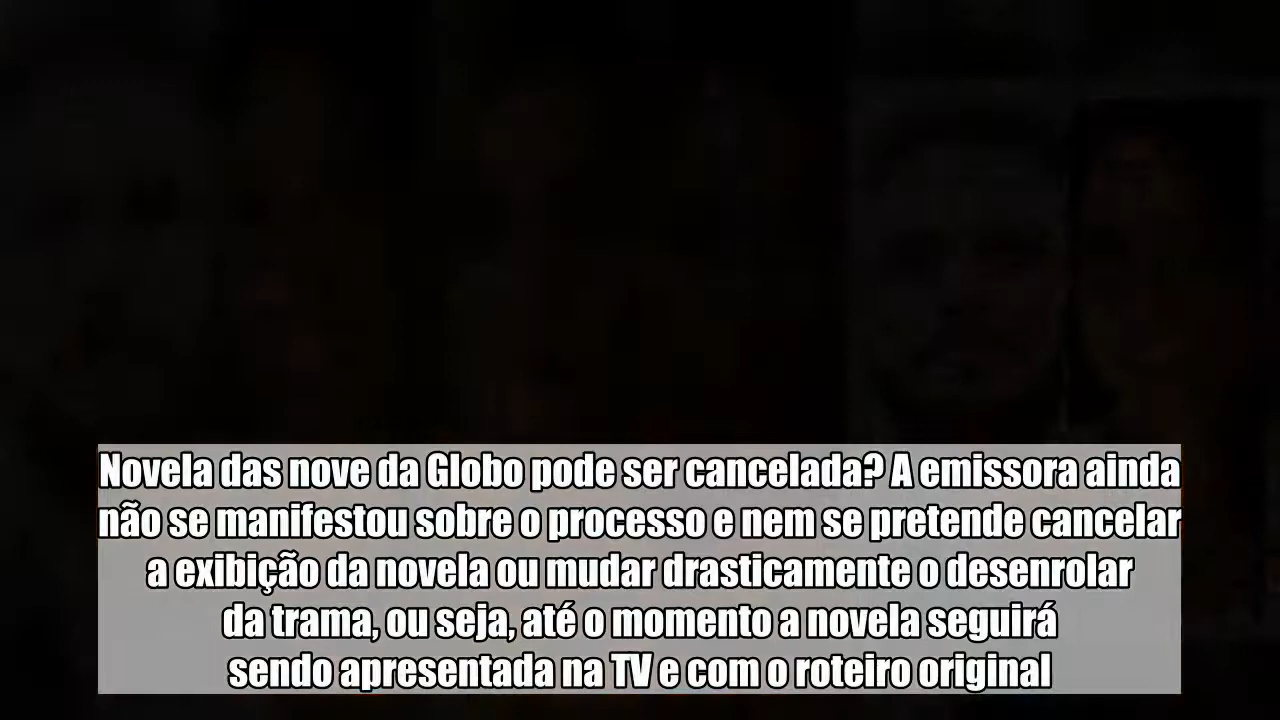 Novela das nove da Globo pode ser cancelada? A emissora ainda
não se manifestou sobre o processo e nem se pretende cancelar
a exibição da novela ou mudar drasticamente o desenrolar
da trama, ou seja, até o momento a novela seguirá
sendo apresentada na TV e com o roteiro original